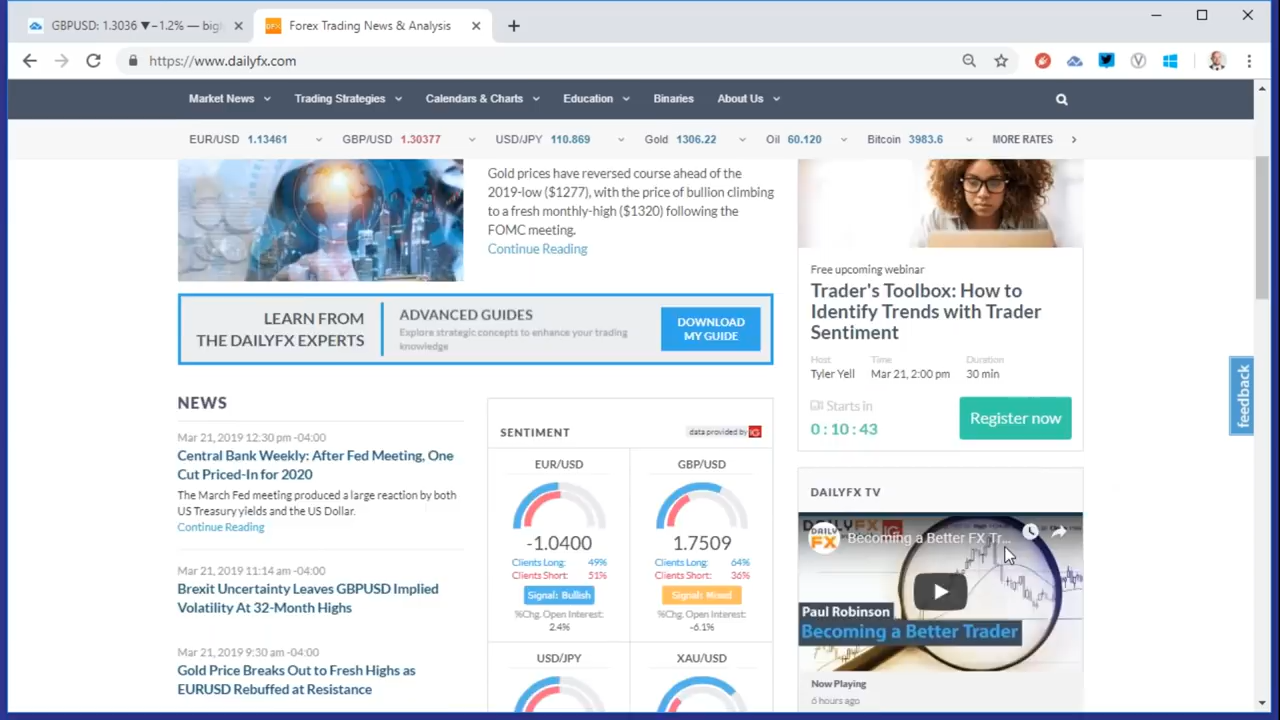 GBPUSD: 1.3036 ▼−1.2% — big
Forex Trading News & Analysis
https://www.dailyfx.com
Market News
Trading Strategies
Calendars & Charts
Education
Binaries
About Us
EUR/USD 1.13461
GBP/USD 1.30377
USD/JPY 110.869
Gold 1306.22
Oil 60.120
Bitcoin 3983.6
MORE RATES
Gold prices have reversed course ahead of the
2019-low ($1277), with the price of bullion climbing
to a fresh monthly-high ($1320) following the
FOMC meeting.
Continue Reading
LEARN FROM
THE DAILYFX EXPERTS
ADVANCED GUIDES
Explore strategic concepts to enhance your trading
knowledge
DOWNLOAD
MY GUIDE
NEWS
Mar 21, 2019 12:30 pm -04:00
Central Bank Weekly: After Fed Meeting, One
Cut Priced-In for 2020
The March Fed meeting produced a large reaction by both
US Treasury yields and the US Dollar.
Continue Reading
Mar 21, 2019 11:14 am -04:00
Brexit Uncertainty Leaves GBPUSD Implied
Volatility At 32-Month Highs
Mar 21, 2019 9:30 am -04:00
Gold Price Breaks Out to Fresh Highs as
EURUSD Rebuffed at Resistance
SENTIMENT
data provided by IG
EUR/USD
-1.0400
Clients Long: 49%
Clients Short: 51%
Signal: Bullish
%Chg. Open Interest:
2.4%
GBP/USD
1.7509
Clients Long: 64%
Clients Short: 36%
Signal: Mixed
%Chg. Open Interest:
-6.1%
USD/JPY
XAU/USD
Free upcoming webinar
Trader's Toolbox: How to
Identify Trends with Trader
Sentiment
Host
Tyler Yell
Time
Mar 21, 2:00 pm
Duration
30 min
Starts in
0 : 10 : 43
Register now
DAILYFX TV
DAILYFX IG
DAILY
FX
Becoming a Better FX Tr...
Paul Robinson
Becoming a Better Trader
Now Playing
6 hours ago
feedback